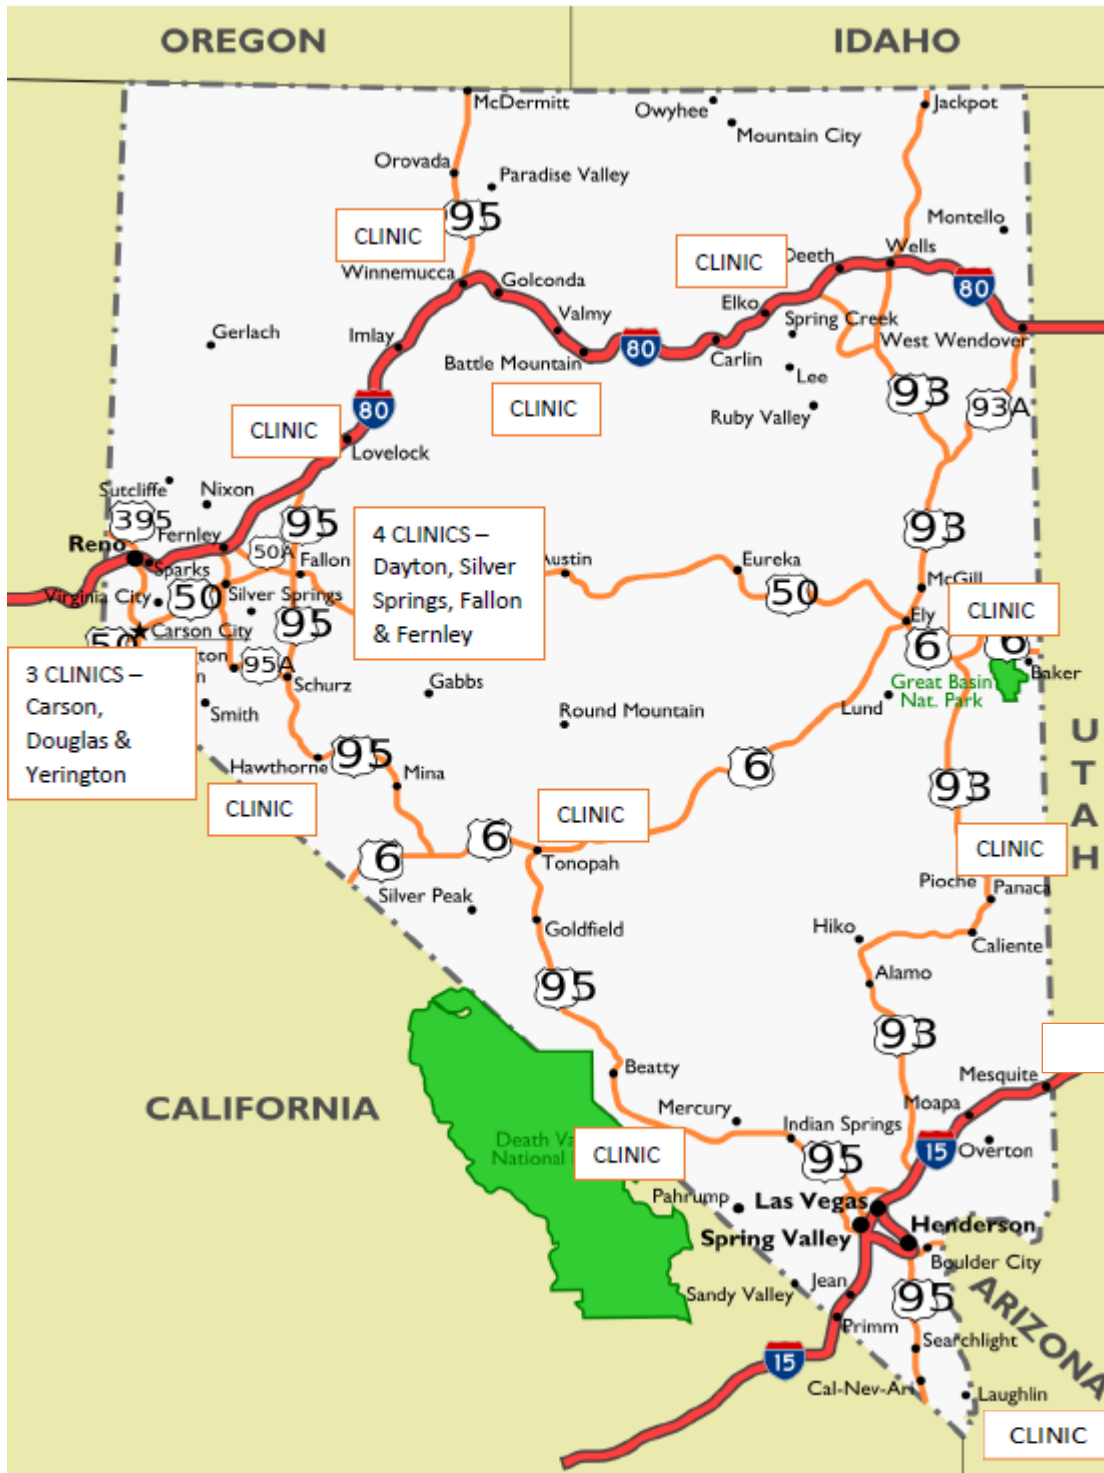 OREGON
IDAHO
McDermitt
Owyhee
Jackpot
Mountain City
Orovada
Paradise Valley
95
Montello
CLINIC
CLINIC
Deeth
Wells
Winnemucca
Golconda
80
Elko
Valmy
Spring Creek
Gerlach
Imlay
80
West Wendover
Battle Mountain
Carlin
Lee
93
80
CLINIC
93A
Ruby Valley
CLINIC
Lovelock
Sutcliffe
Nixon
395
95
93
4 CLINICS –
Dayton, Silver
Springs, Fallon
& Fernley
Fernley
Reno
50A
Fallon
Austin
Eureka
Sparks
McGill
Virginia City
50
Silver Springs
50
CLINIC
Ely
95
Carson City
50
6
6
95A
Baker
3 CLINICS –
Carson,
Douglas &
Yerington
Schurz
Gabbs
Great Basin
Nat. Park
Lund
Smith
Round Mountain
UTAH
Hawthorne
95
Mina
6
93
CLINIC
CLINIC
6
6
CLINIC
Tonopah
Silver Peak
Pioche
Panaca
Goldfield
Hiko
Caliente
Alamo
95
93
Beatty
Mesquite
CALIFORNIA
Mercury
Moapa
Indian Springs
Death
National
CLINIC
95
15
Overton
Pahrump
Las Vegas
Spring Valley
Henderson
Boulder City
Sandy Valley
Jean
95
ARIZONA
Primm
Searchlight
15
Cal-Nev-Ari
Laughlin
CLINIC